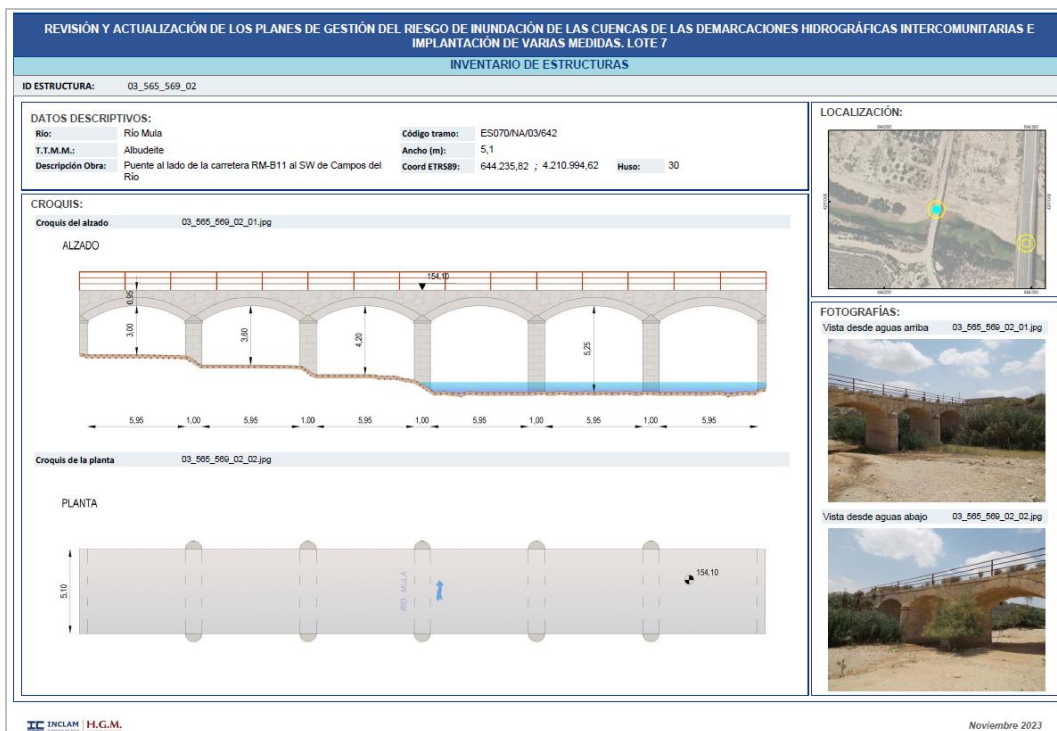 REVISIÓN Y ACTUALIZACIÓN DE LOS PLANES DE GESTIÓN DEL RIESGO DE INUNDACIÓN DE LAS CUENCAS DE LAS DEMARCACIONES HIDROGRÁFICAS INTERCOMUNITARIAS E
IMPLANTACIÓN DE VARIAS MEDIDAS. LOTE 7
INVENTARIO DE ESTRUCTURAS
ID ESTRUCTURA: 03_565_569_02
DATOS DESCRIPTIVOS:
Río: Río Mula Código tramo: ES070/NA/03/642
T.T.M.M.: Albudeite Ancho (m): 5,1
Descripción Obra: Puente al lado de la carretera RM-B11 al SW de Campos del Coord ETRS89: 644.235,82 ; 4.210.994,62 Huso: 30
Río
CROQUIS:
Croquis del alzado 03_565_569_02_01.jpg
ALZADO
154,10
0,95
3,00
3,60
4,20
5,25
5,95 1,00 5,95 1,00 5,95 1,00 5,95 1,00 5,95 1,00 5,95
Croquis de la planta 03_565_569_02_02.jpg
PLANTA
5,10
RIO MULA
154,10
LOCALIZACIÓN:
FOTOGRAFÍAS:
Vista desde aguas arriba 03_565_569_02_01.jpg
Vista desde aguas abajo 03_565_569_02_02.jpg
INCLAM H.G.M.
Noviembre 2023